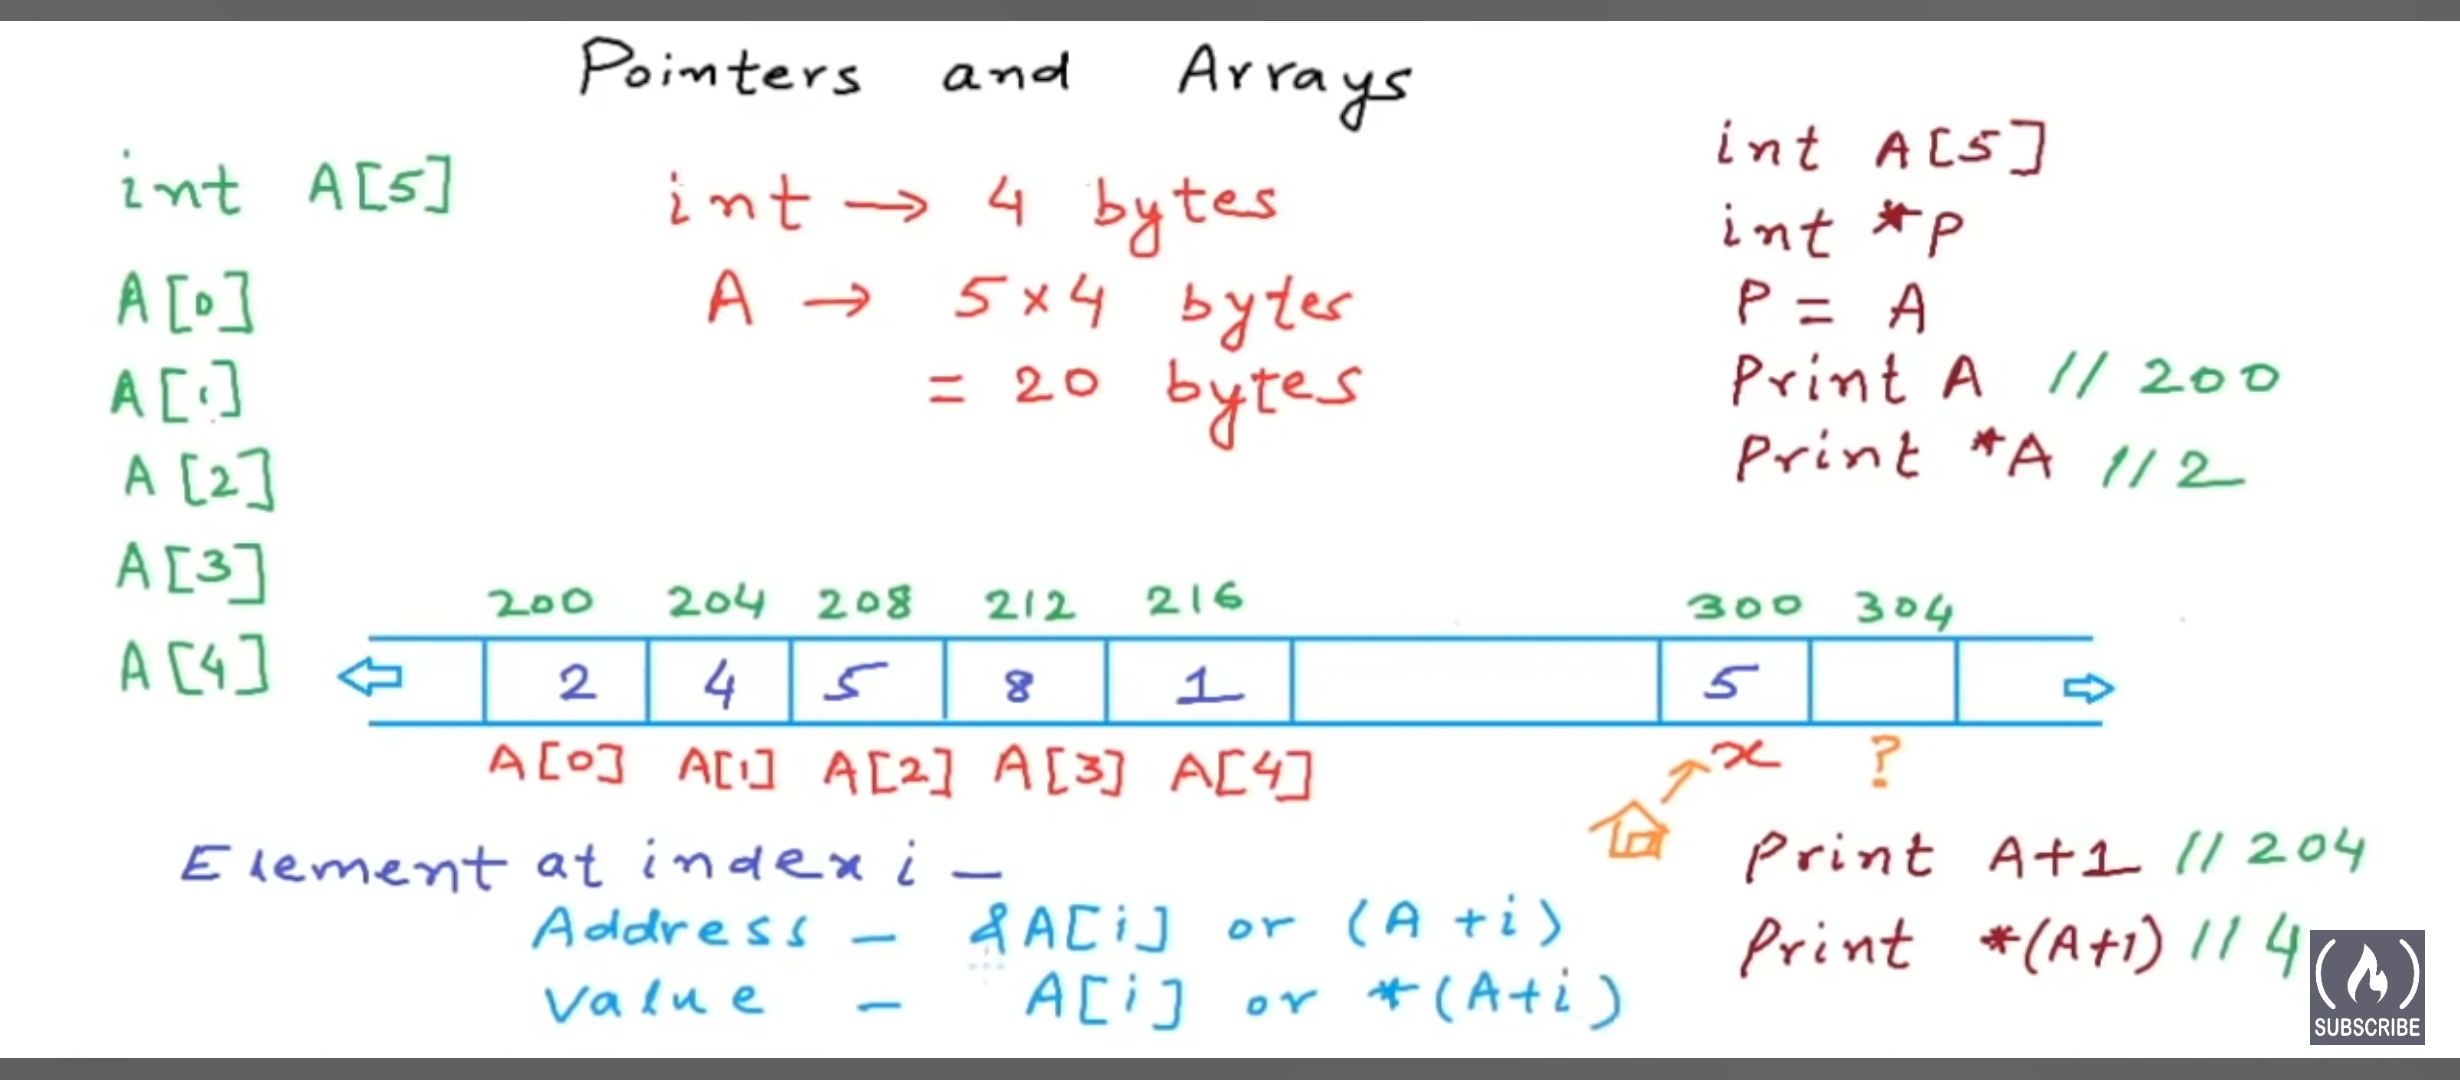 Pointers and Arrays
int A[5]
A[0]
A[1]
A[2]
A[3]
A[4]
int → 4 bytes
A → 5×4 bytes
= 20 bytes
int A[5]
int *p
P = A
Print A // 200
Print *A // 2
200 204 208 212 216 300 304
2 4 5 8 1 5
A[0] A[1] A[2] A[3] A[4] x ?
Element at index i –
Address – &A[i] or (A+i)
Value – A[i] or *(A+i)
Print A+1 // 204
Print *(A+1) // 4
SUBSCRIBE